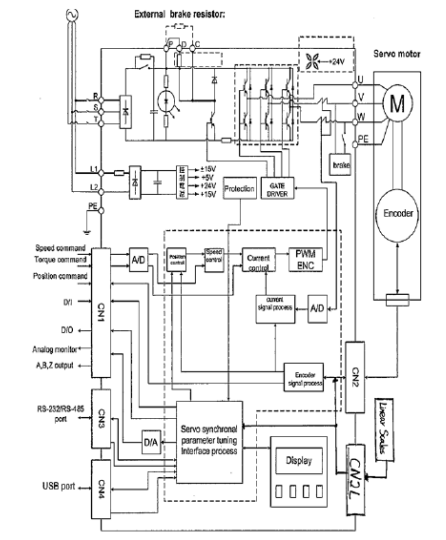 External brake resistor:
P D C
+24V
Servo motor
R
S
T
U
V
W
PE
M
brake
L1
L2
PE
±15V
+5V
+24V
+15V
Protection
GATE
DRIVER
Encoder
Speed command
Torque command
Position command
A/D
Position
control
Speed
control
Current
control
PWM
ENC
CN1
D/I
D/O
Analog monitor
A,B,Z output
current
signal process
A/D
Encoder
signal process
CN2
RS-232/RS-485
port
CN3
D/A
Servo synchronal
parameter tuning
Interface process
Display
Linear Scales
CN2L
USB port
CN4